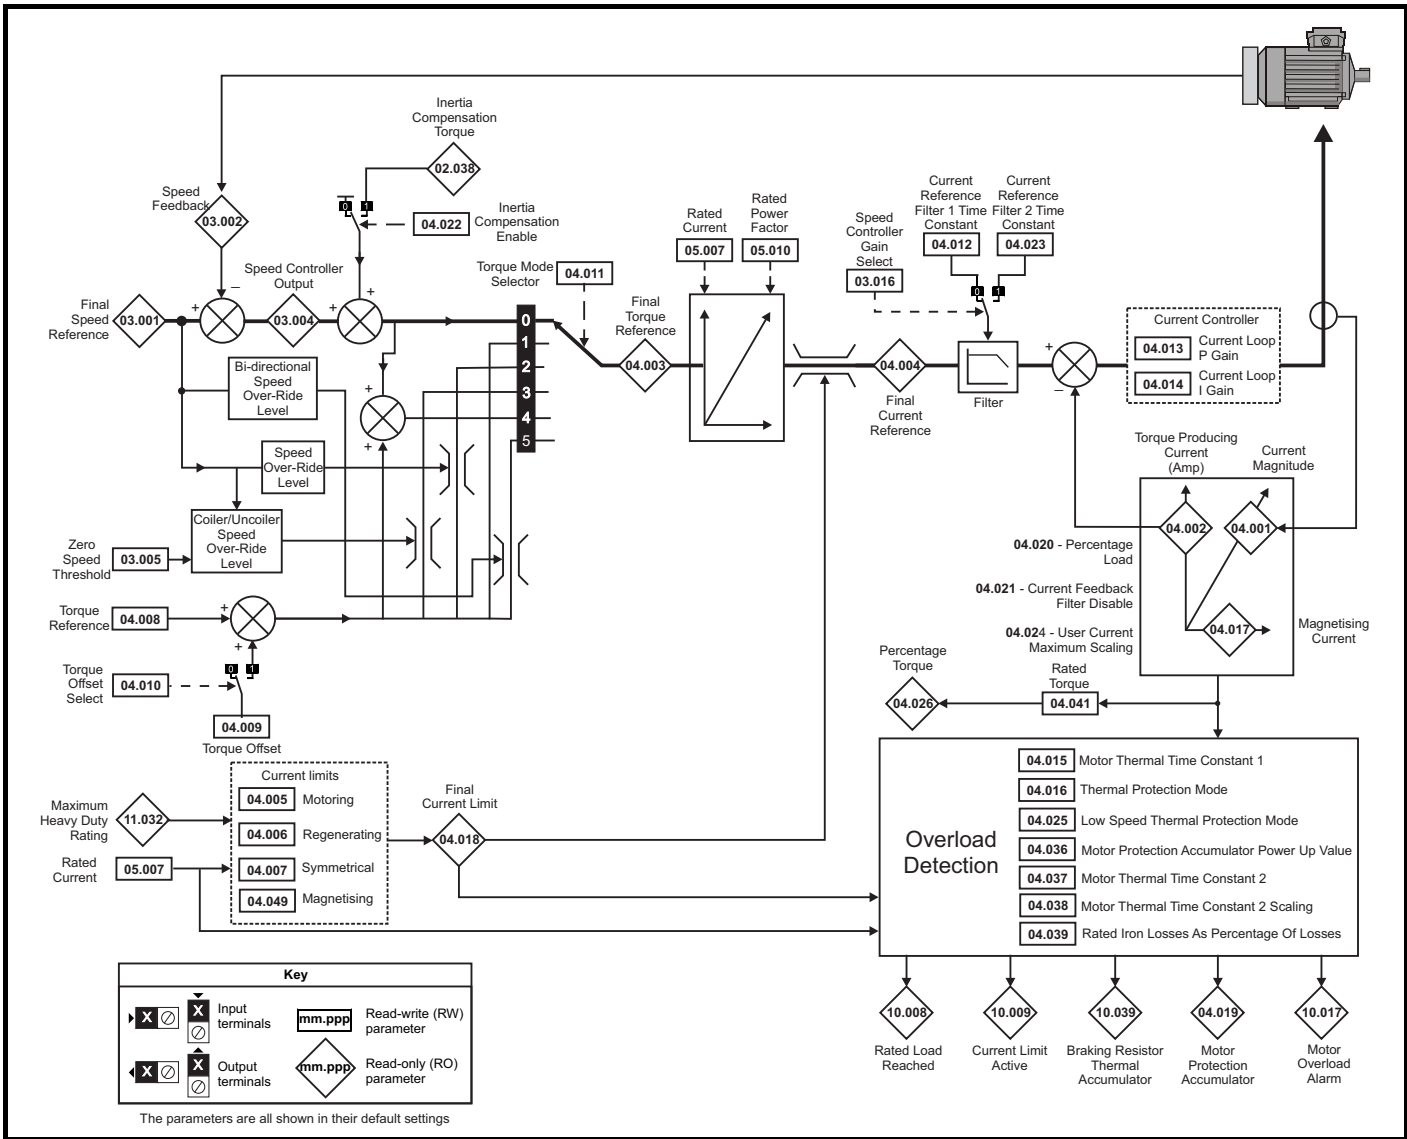 Inertia
Compensation
Torque
02.038
Speed
Feedback
03.002
0 1
04.022
Inertia
Compensation
Enable
Speed Controller
Output
Final
Speed
Reference
03.001
+
–
03.004
+
+
Torque Mode
Selector
04.011
0
1
2
3
4
5
Bi-directional
Speed
Over-Ride
Level
+
+
Speed
Over-Ride
Level
Coiler/Uncoiler
Speed
Over-Ride
Level
Zero
Speed
Threshold
03.005
Torque
Reference
04.008
+
+
0 1
Torque
Offset
Select
04.010
04.009
Torque Offset
Final
Torque
Reference
04.003
Rated
Current
05.007
Rated
Power
Factor
05.010
Speed
Controller
Gain
Select
03.016
Current
Reference
Filter 1 Time
Constant
04.012
Current
Reference
Filter 2 Time
Constant
04.023
0 1
04.004
Final
Current
Reference
Filter
+
–
Current Controller
04.013
Current Loop
P Gain
04.014
Current Loop
I Gain
Torque Producing
Current
(Amp)
Current
Magnitude
04.002
04.001
04.017
Magnetising
Current
04.020 - Percentage
Load
04.021 - Current Feedback
Filter Disable
04.024 - User Current
Maximum Scaling
Percentage
Torque
04.026
Rated
Torque
04.041
Maximum
Heavy Duty
Rating
11.032
Rated
Current
05.007
Current limits
04.005 Motoring
04.006 Regenerating
04.007 Symmetrical
04.049 Magnetising
Final
Current Limit
04.018
Overload
Detection
04.015 Motor Thermal Time Constant 1
04.016 Thermal Protection Mode
04.025 Low Speed Thermal Protection Mode
04.036 Motor Protection Accumulator Power Up Value
04.037 Motor Thermal Time Constant 2
04.038 Motor Thermal Time Constant 2 Scaling
04.039 Rated Iron Losses As Percentage Of Losses
10.008
Rated Load
Reached
10.009
Current Limit
Active
10.039
Braking Resistor
Thermal
Accumulator
04.019
Motor
Protection
Accumulator
10.017
Motor
Overload
Alarm
Key
X
X
Input
terminals
mm.ppp
Read-write (RW)
parameter
X
X
Output
terminals
mm.ppp
Read-only (RO)
parameter
The parameters are all shown in their default settings